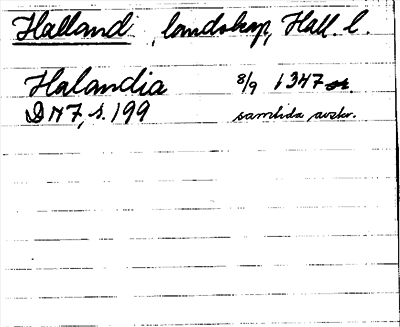 Halland, landskap, Hall. l.
Halandia 8/9 1347
DN 7, s. 199 samtida avskr.